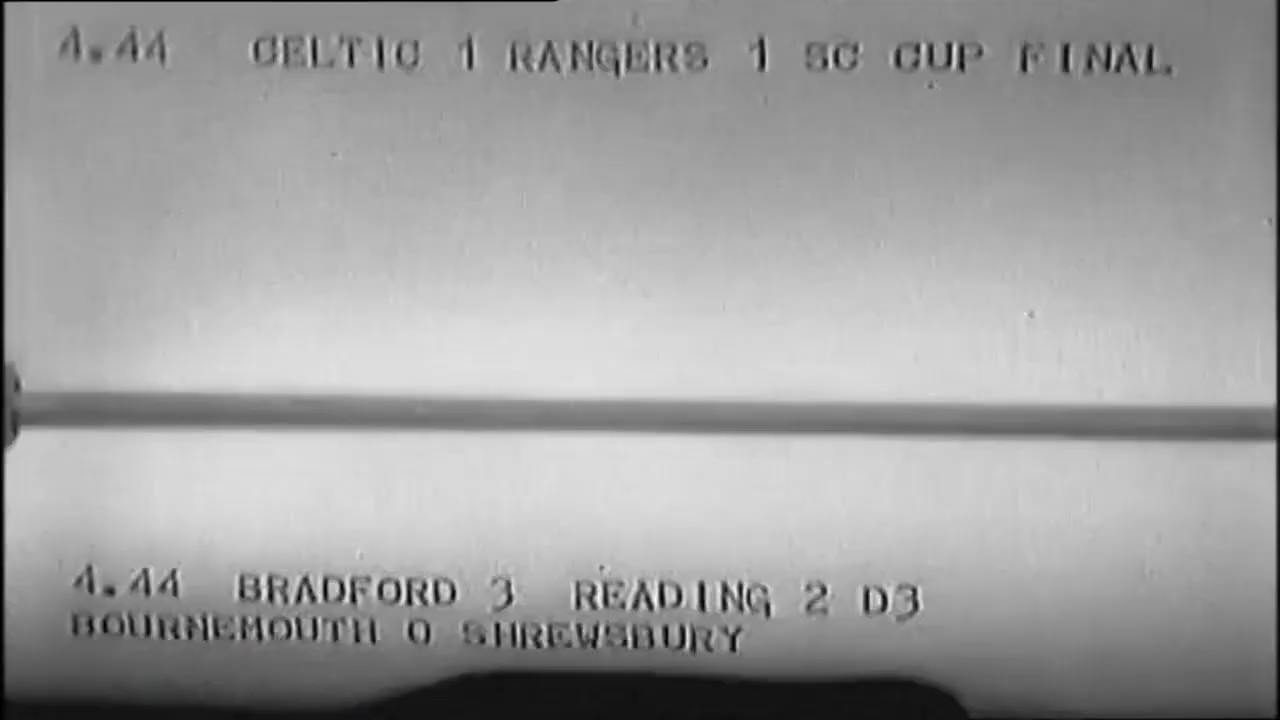 4.44 CELTIC 1 RANGERS 1 SC CUP FINAL
4.44 BRADFORD 3 READING 2 D3
BOURNEMOUTH 0 SHREWSBURY